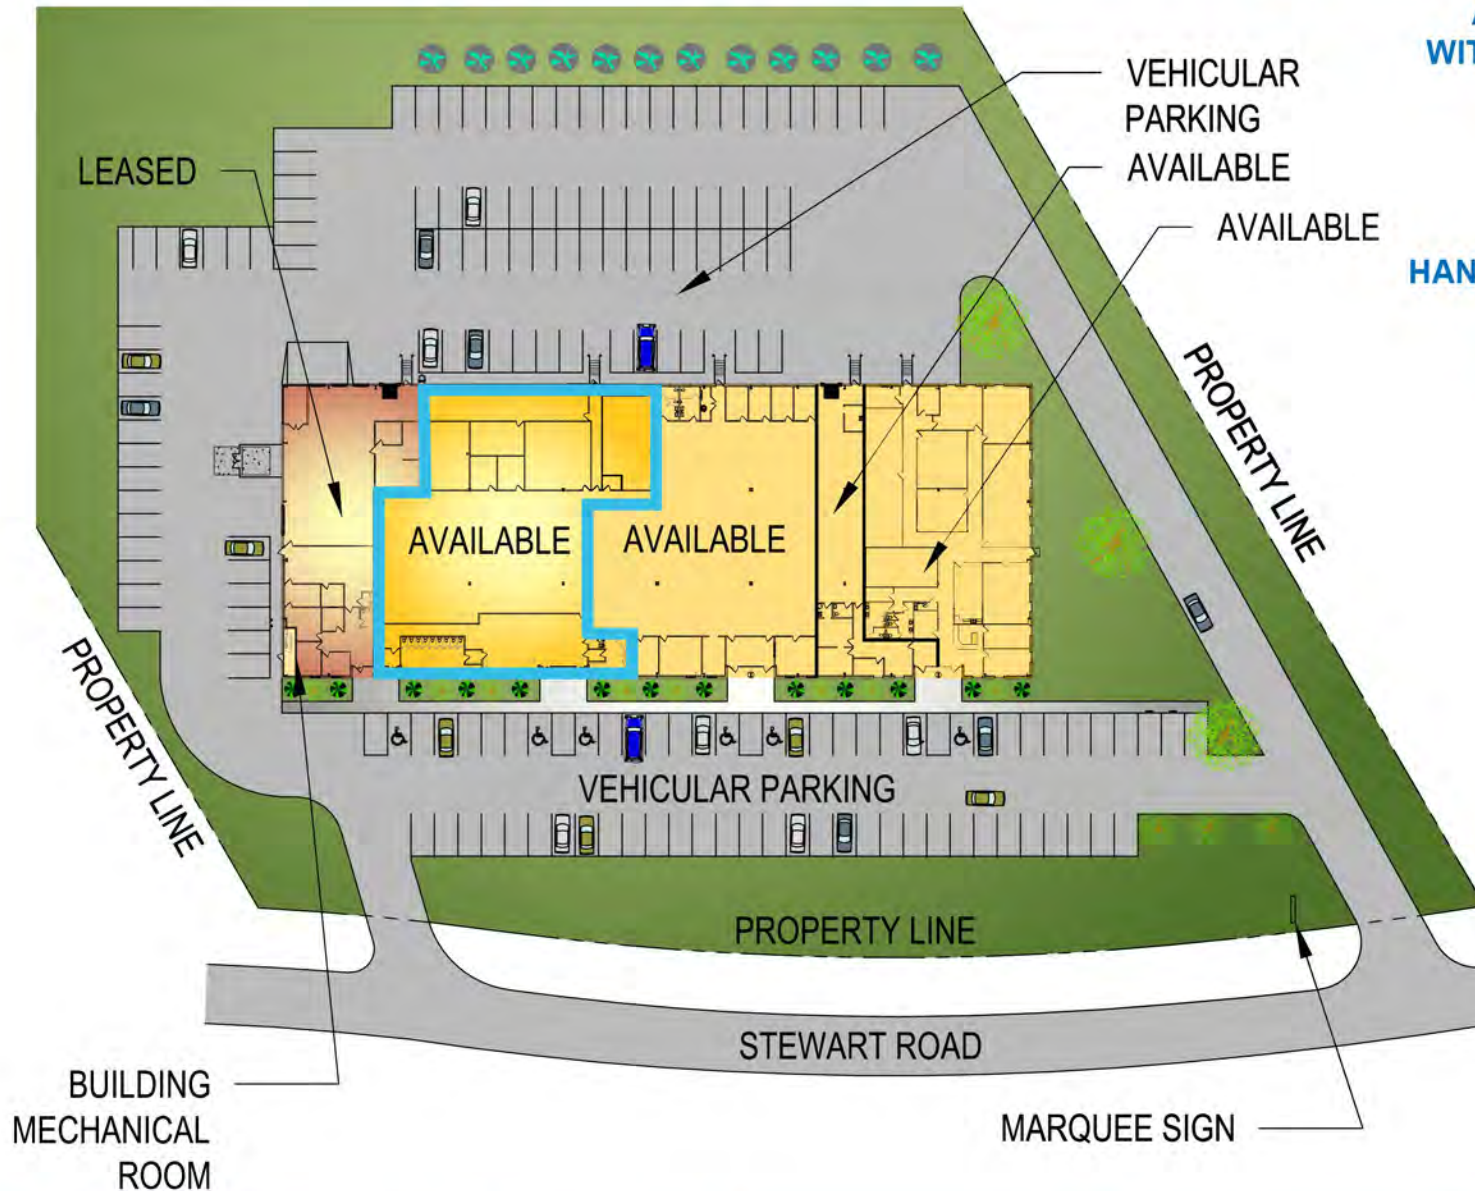 WIT
VEHICULAR
PARKING
LEASED
AVAILABLE
AVAILABLE
HAN
PROPERTY LINE
AVAILABLE
AVAILABLE
PROPERTY LINE
VEHICULAR PARKING
PROPERTY LINE
STEWART ROAD
BUILDING
MECHANICAL
ROOM
MARQUEE SIGN